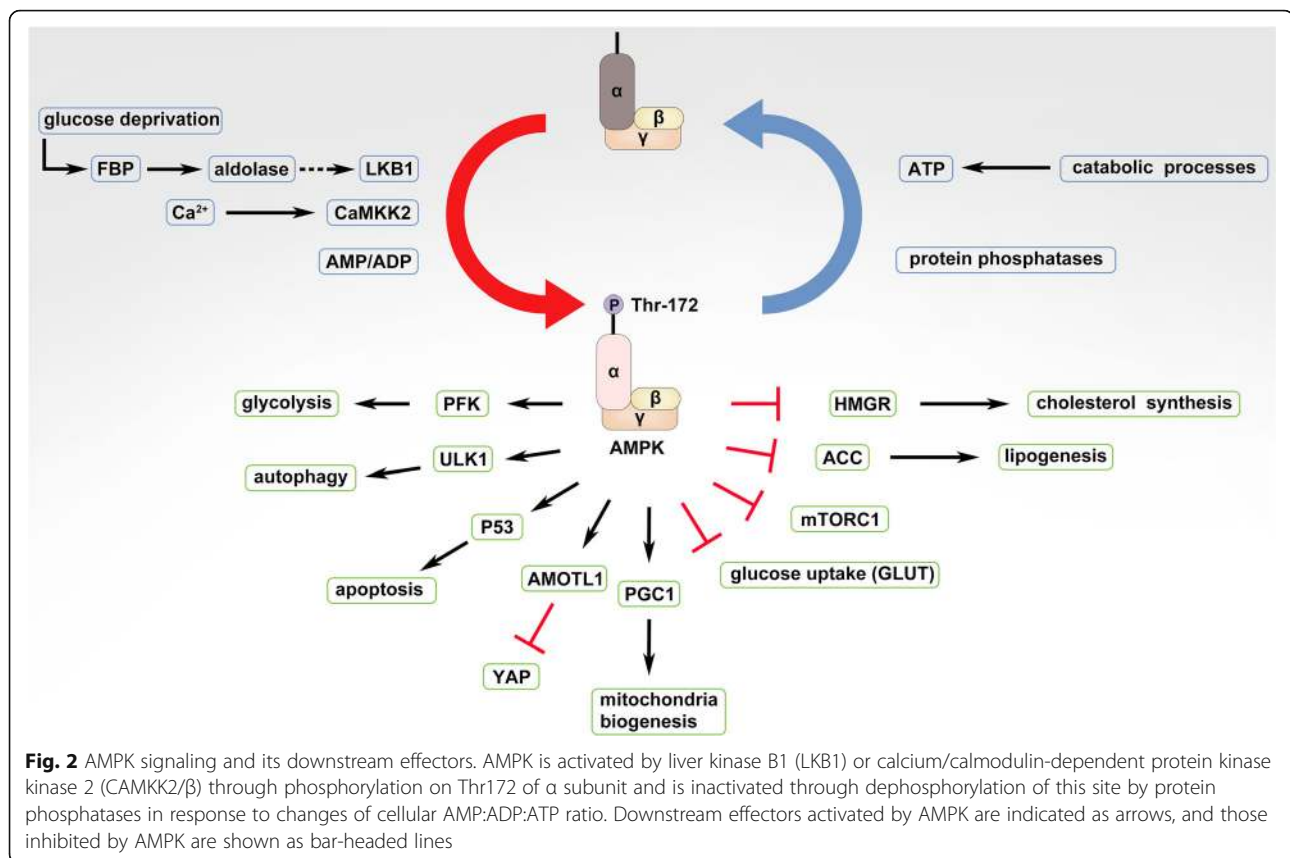 α
β
γ
glucose deprivation
FBP
aldolase
LKB1
Ca²⁺
CaMKK2
AMP/ADP
ATP
catabolic processes
protein phosphatases
P
Thr-172
α
β
γ
AMPK
glycolysis
PFK
HMGR
cholesterol synthesis
autophagy
ULK1
ACC
lipogenesis
P53
mTORC1
apoptosis
AMOTL1
PGC1
glucose uptake (GLUT)
YAP
mitochondria
biogenesis
Fig. 2 AMPK signaling and its downstream effectors. AMPK is activated by liver kinase B1 (LKB1) or calcium/calmodulin-dependent protein kinase
kinase 2 (CAMKK2/β) through phosphorylation on Thr172 of α subunit and is inactivated through dephosphorylation of this site by protein
phosphatases in response to changes of cellular AMP:ADP:ATP ratio. Downstream effectors activated by AMPK are indicated as arrows, and those
inhibited by AMPK are shown as bar-headed lines